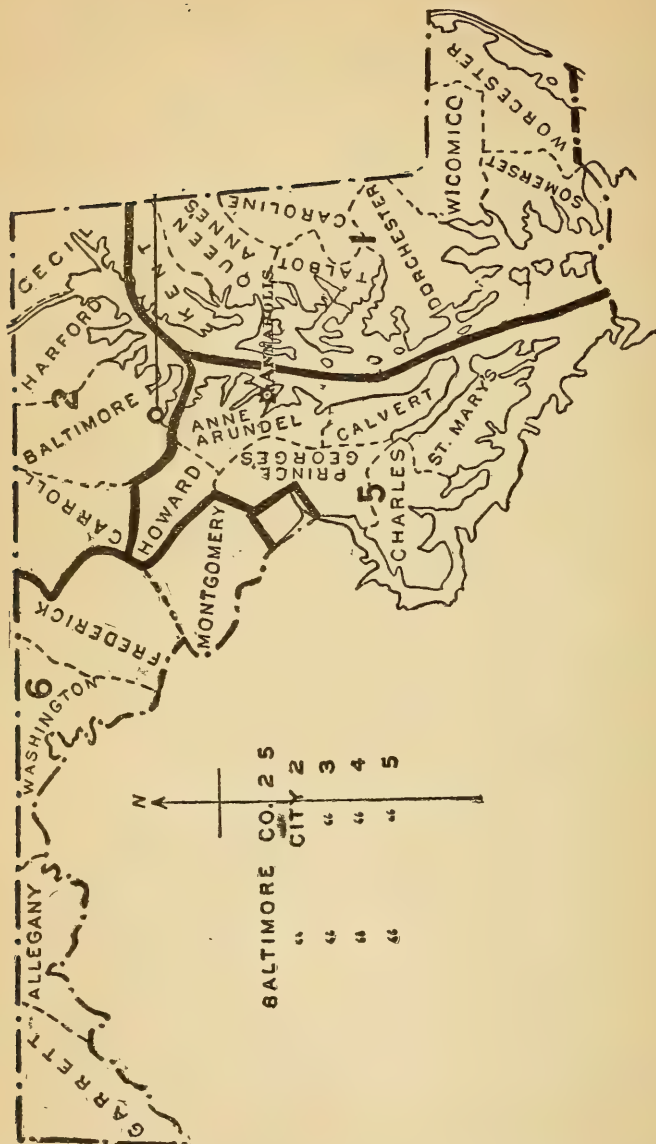 GARRETT
ALLEGANY
WASHINGTON
6
FREDERICK
CARROLL
BALTIMORE
2
HARFORD
CECIL
MONTGOMERY
HOWARD
ANNE
ARUNDEL
PRINCE
GEORGES
CALVERT
CHARLES
5
ST. MARY'S
KENT
QUEEN
ANNE'S
ANNAPOLIS
TALBOT
CAROLINE
1
DORCHESTER
WICOMICO
WORCESTER
SOMERSET
N
BALTIMORE CO. 2 5
“ CITY 2
“ “ 3
“ “ 4
“ “ 5